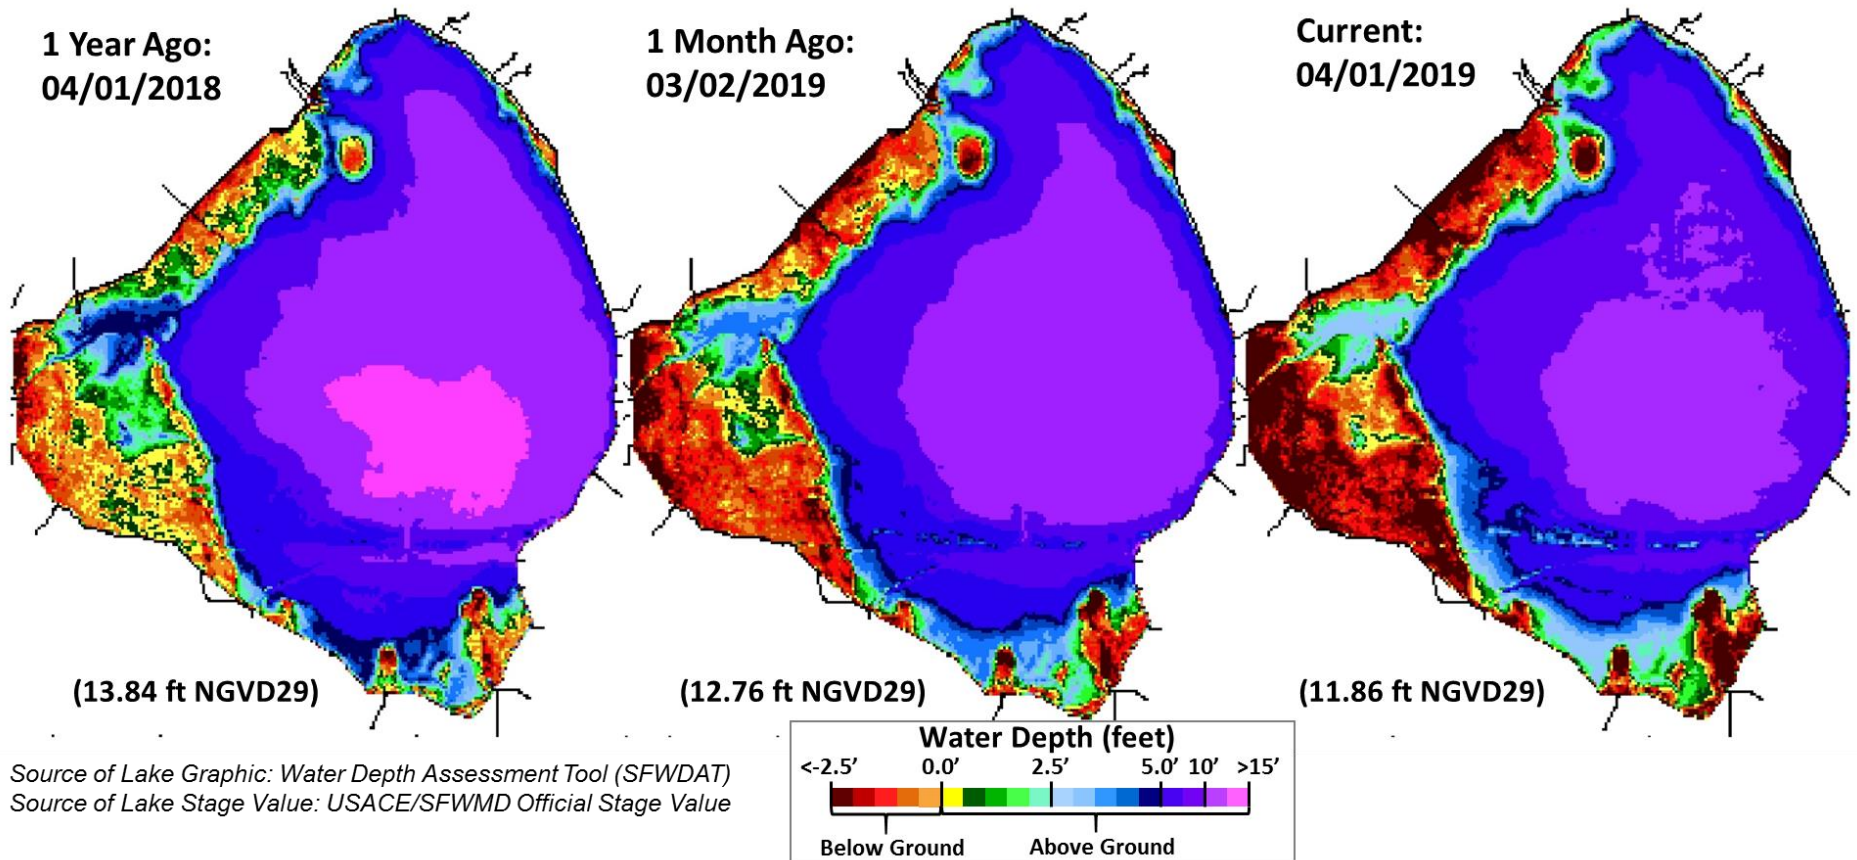 1 Year Ago:
04/01/2018
1 Month Ago:
03/02/2019
Current:
04/01/2019
(13.84 ft NGVD29)
(12.76 ft NGVD29)
(11.86 ft NGVD29)
Water Depth (feet)
<-2.5’ 0.0’ 2.5’ 5.0’ 10’ >15’
Below Ground Above Ground
Source of Lake Graphic: Water Depth Assessment Tool (SFWDAT)
Source of Lake Stage Value: USACE/SFWMD Official Stage Value